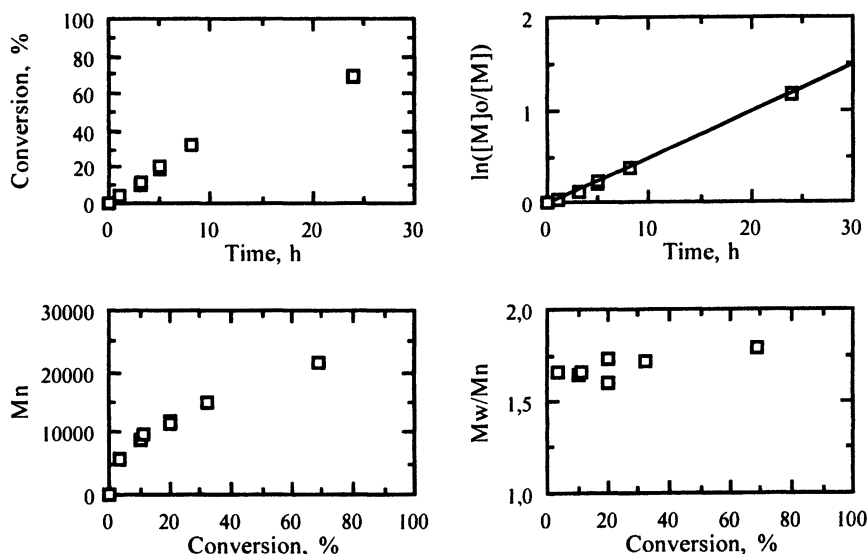 Conversion, %
100
80
60
40
20
0
0 10 20 30
Time, h
ln([M]o/[M])
2
1
0
0 10 20 30
Time, h
Mn
30000
20000
10000
0
0 20 40 60 80 100
Conversion, %
Mw/Mn
2,0
1,5
1,0
0 20 40 60 80 100
Conversion, %